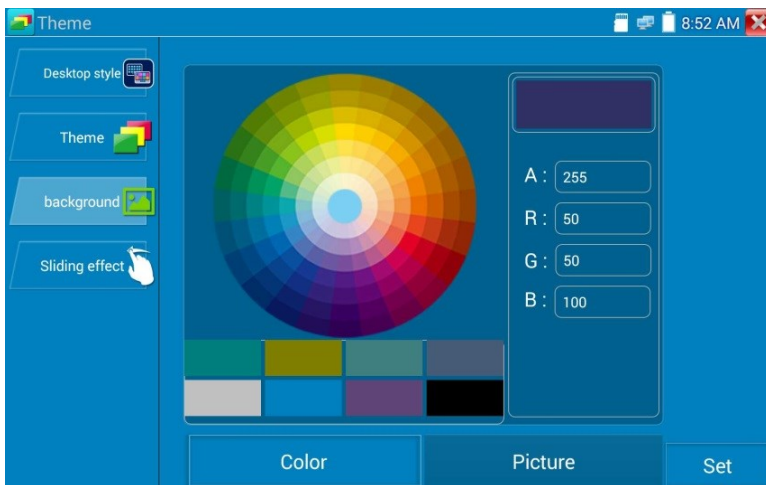 Theme
8:52 AM
Desktop style
Theme
background
Sliding effect
A : 255
R : 50
G : 50
B : 100
Color
Picture
Set